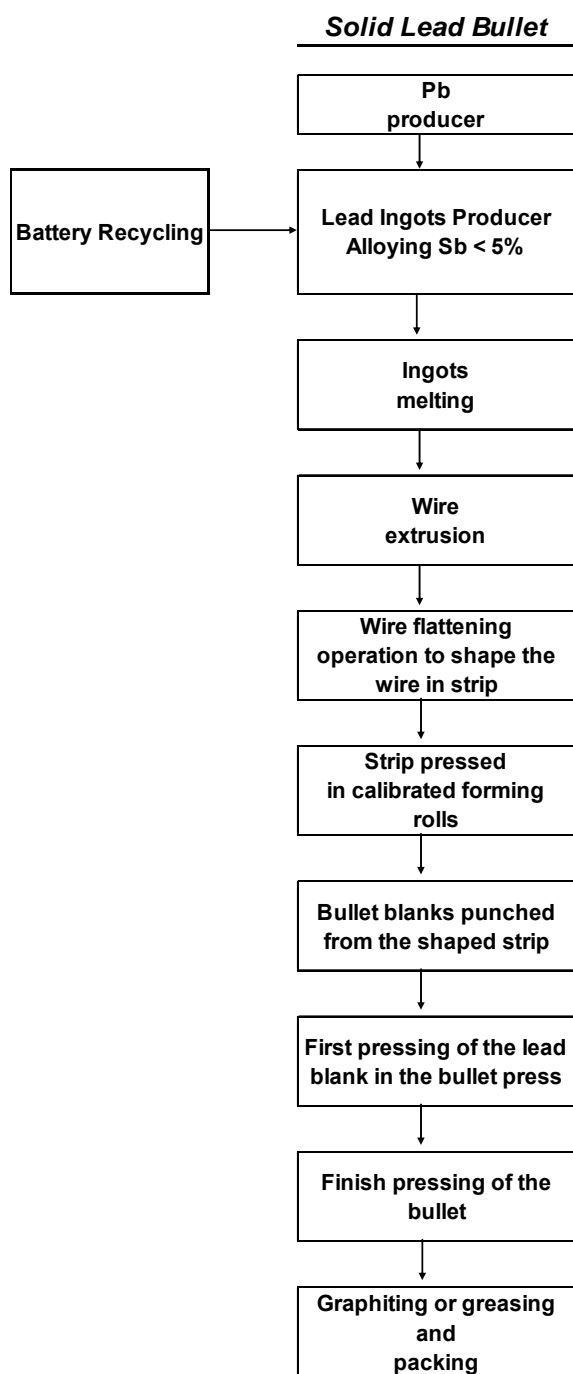 Solid Lead Bullet
Pb
producer
Battery Recycling
Lead Ingots Producer
Alloying Sb < 5%
Ingots
melting
Wire
extrusion
Wire flattening
operation to shape the
wire in strip
Strip pressed
in calibrated forming
rolls
Bullet blanks punched
from the shaped strip
First pressing of the lead
blank in the bullet press
Finish pressing of the
bullet
Graphiting or greasing
and
packing